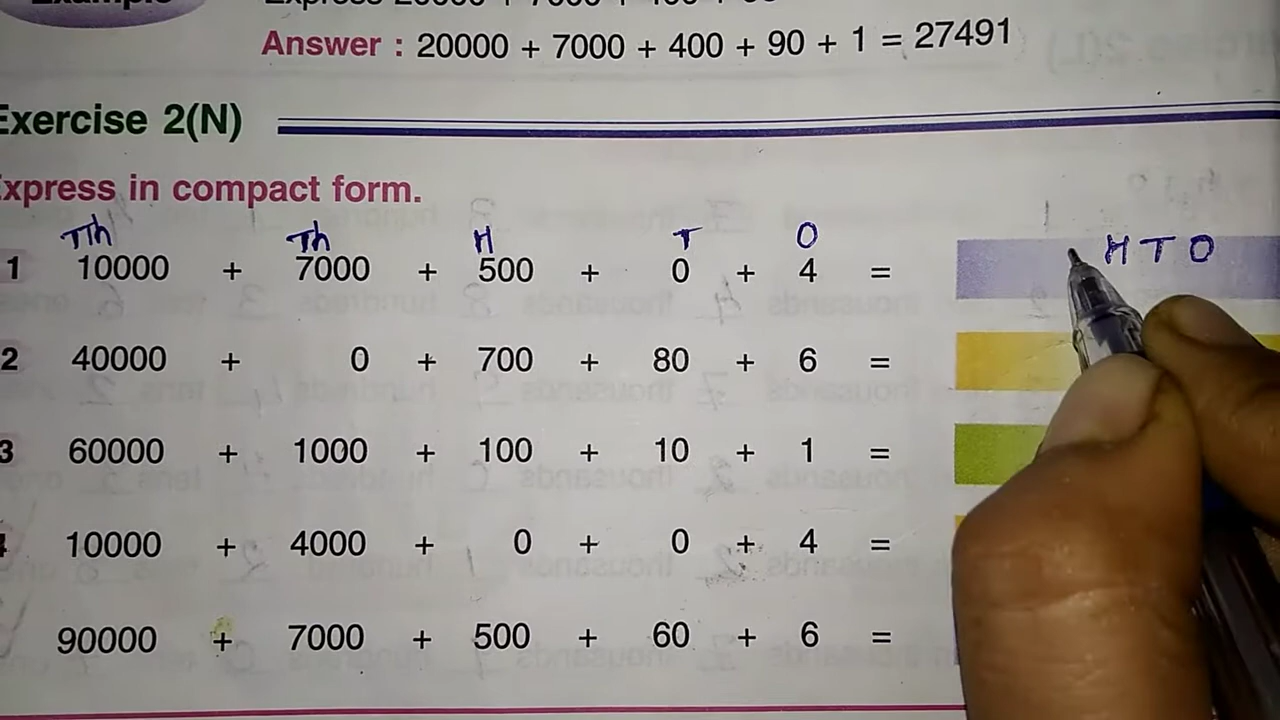 Answer : 20000 + 7000 + 400 + 90 + 1 = 27491
Exercise 2(N)
Express in compact form.
TTh Th H T O
1 10000 + 7000 + 500 + 0 + 4 = H T O
2 40000 + 0 + 700 + 80 + 6 =
3 60000 + 1000 + 100 + 10 + 1 =
4 10000 + 4000 + 0 + 0 + 4 =
90000 + 7000 + 500 + 60 + 6 =